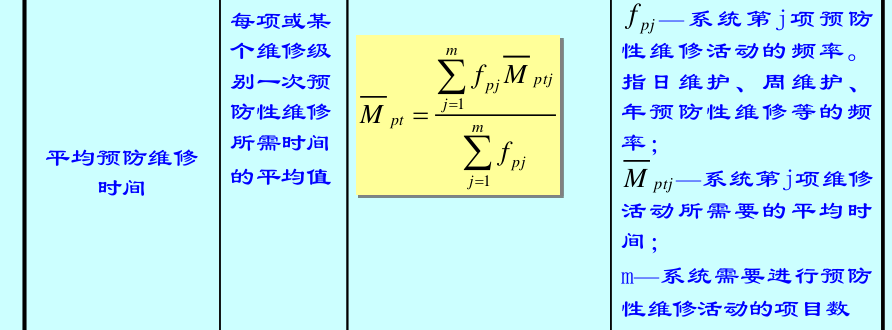 平均预防维修
时间
每项或某
个维修级
别一次预
防性维修
所需时间
的平均值
$\overline{M}_{pt} = \frac{\sum_{j=1}^{m} f_{pj} \overline{M}_{ptj}}{\sum_{j=1}^{m} f_{pj}}$
$f_{pj}$—系统第j项预防
性维修活动的频率。
指日维护、周维护、
年预防性维修等的频
率；
$\overline{M}_{ptj}$—系统第j项维修
活动所需要的平均时
间；
m—系统需要进行预防
性维修活动的项目数